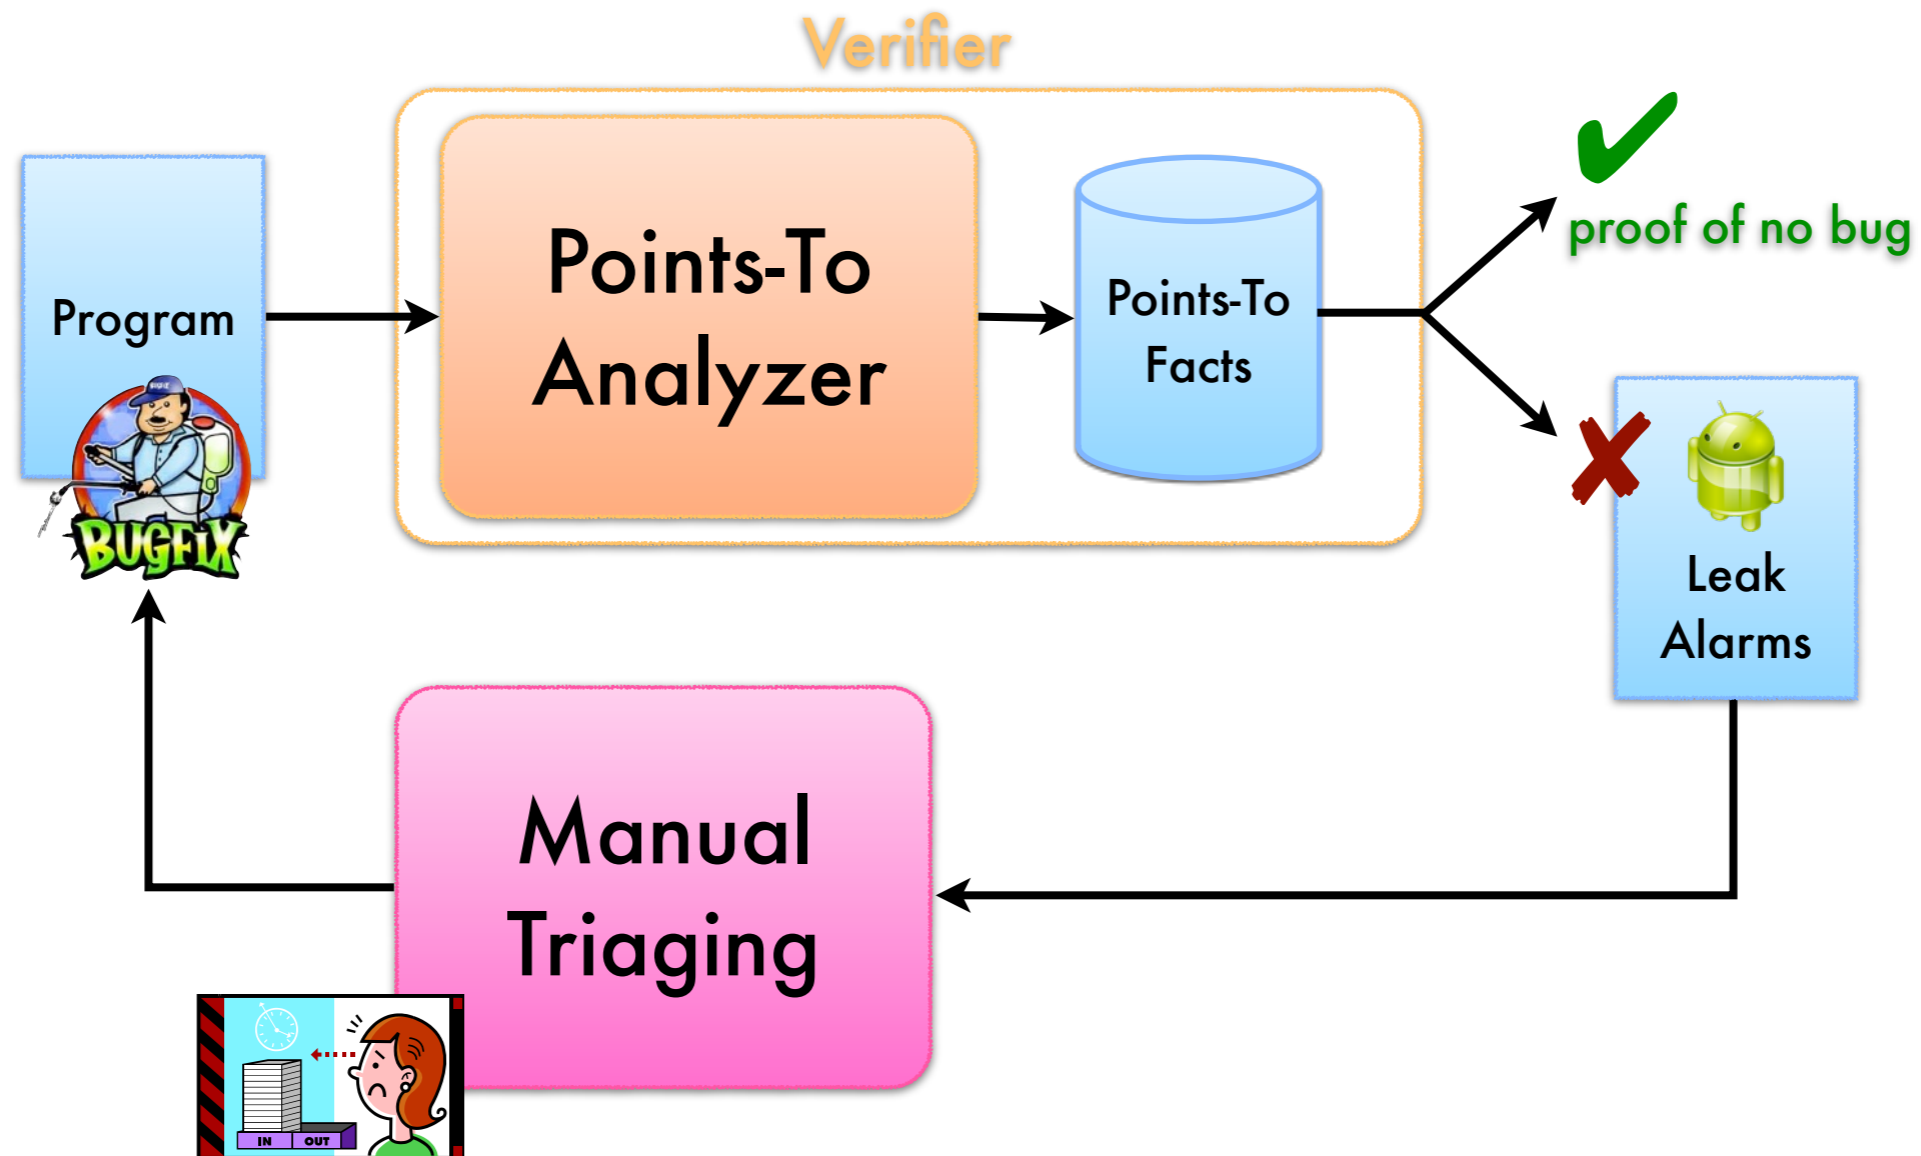 Verifier
Program
BUGFIX
BUGFIX
Points-To
Analyzer
Points-To
Facts
proof of no bug
Leak
Alarms
Manual
Triaging
IN OUT